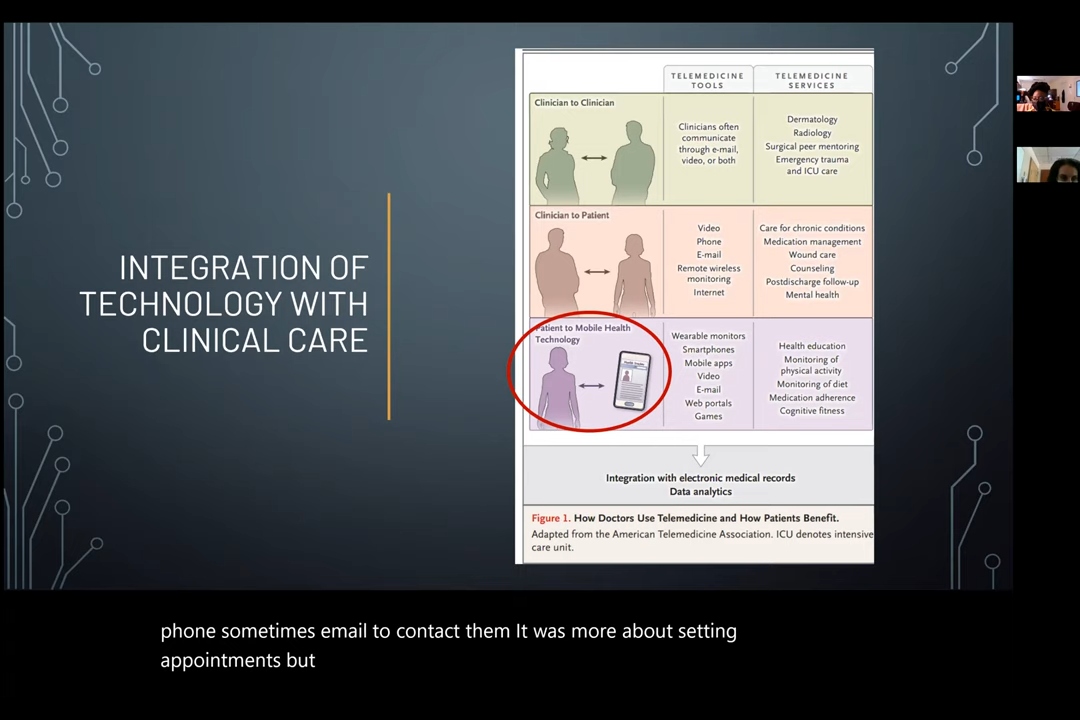 INTEGRATION OF
TECHNOLOGY WITH
CLINICAL CARE
TELEMEDICINE
TOOLS
TELEMEDICINE
SERVICES
Clinician to Clinician
Clinicians often
communicate
through e-mail,
video, or both
Dermatology
Radiology
Surgical peer mentoring
Emergency trauma
and ICU care
Clinician to Patient
Video
Phone
E-mail
Remote wireless
monitoring
Internet
Care for chronic conditions
Medication management
Wound care
Counseling
Postdischarge follow-up
Mental health
Patient to Mobile Health
Technology
Wearable monitors
Smartphones
Mobile apps
Video
E-mail
Web portals
Games
Health education
Monitoring of
physical activity
Monitoring of diet
Medication adherence
Cognitive fitness
Integration with electronic medical records
Data analytics
Figure 1. How Doctors Use Telemedicine and How Patients Benefit.
Adapted from the American Telemedicine Association. ICU denotes intensive
care unit.
phone sometimes email to contact them It was more about setting
appointments but